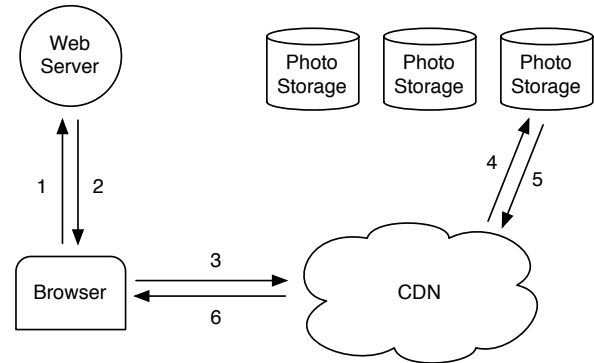 Web
Server
Photo
Storage
Photo
Storage
Photo
Storage
1
2
4
5
Browser
3
6
CDN